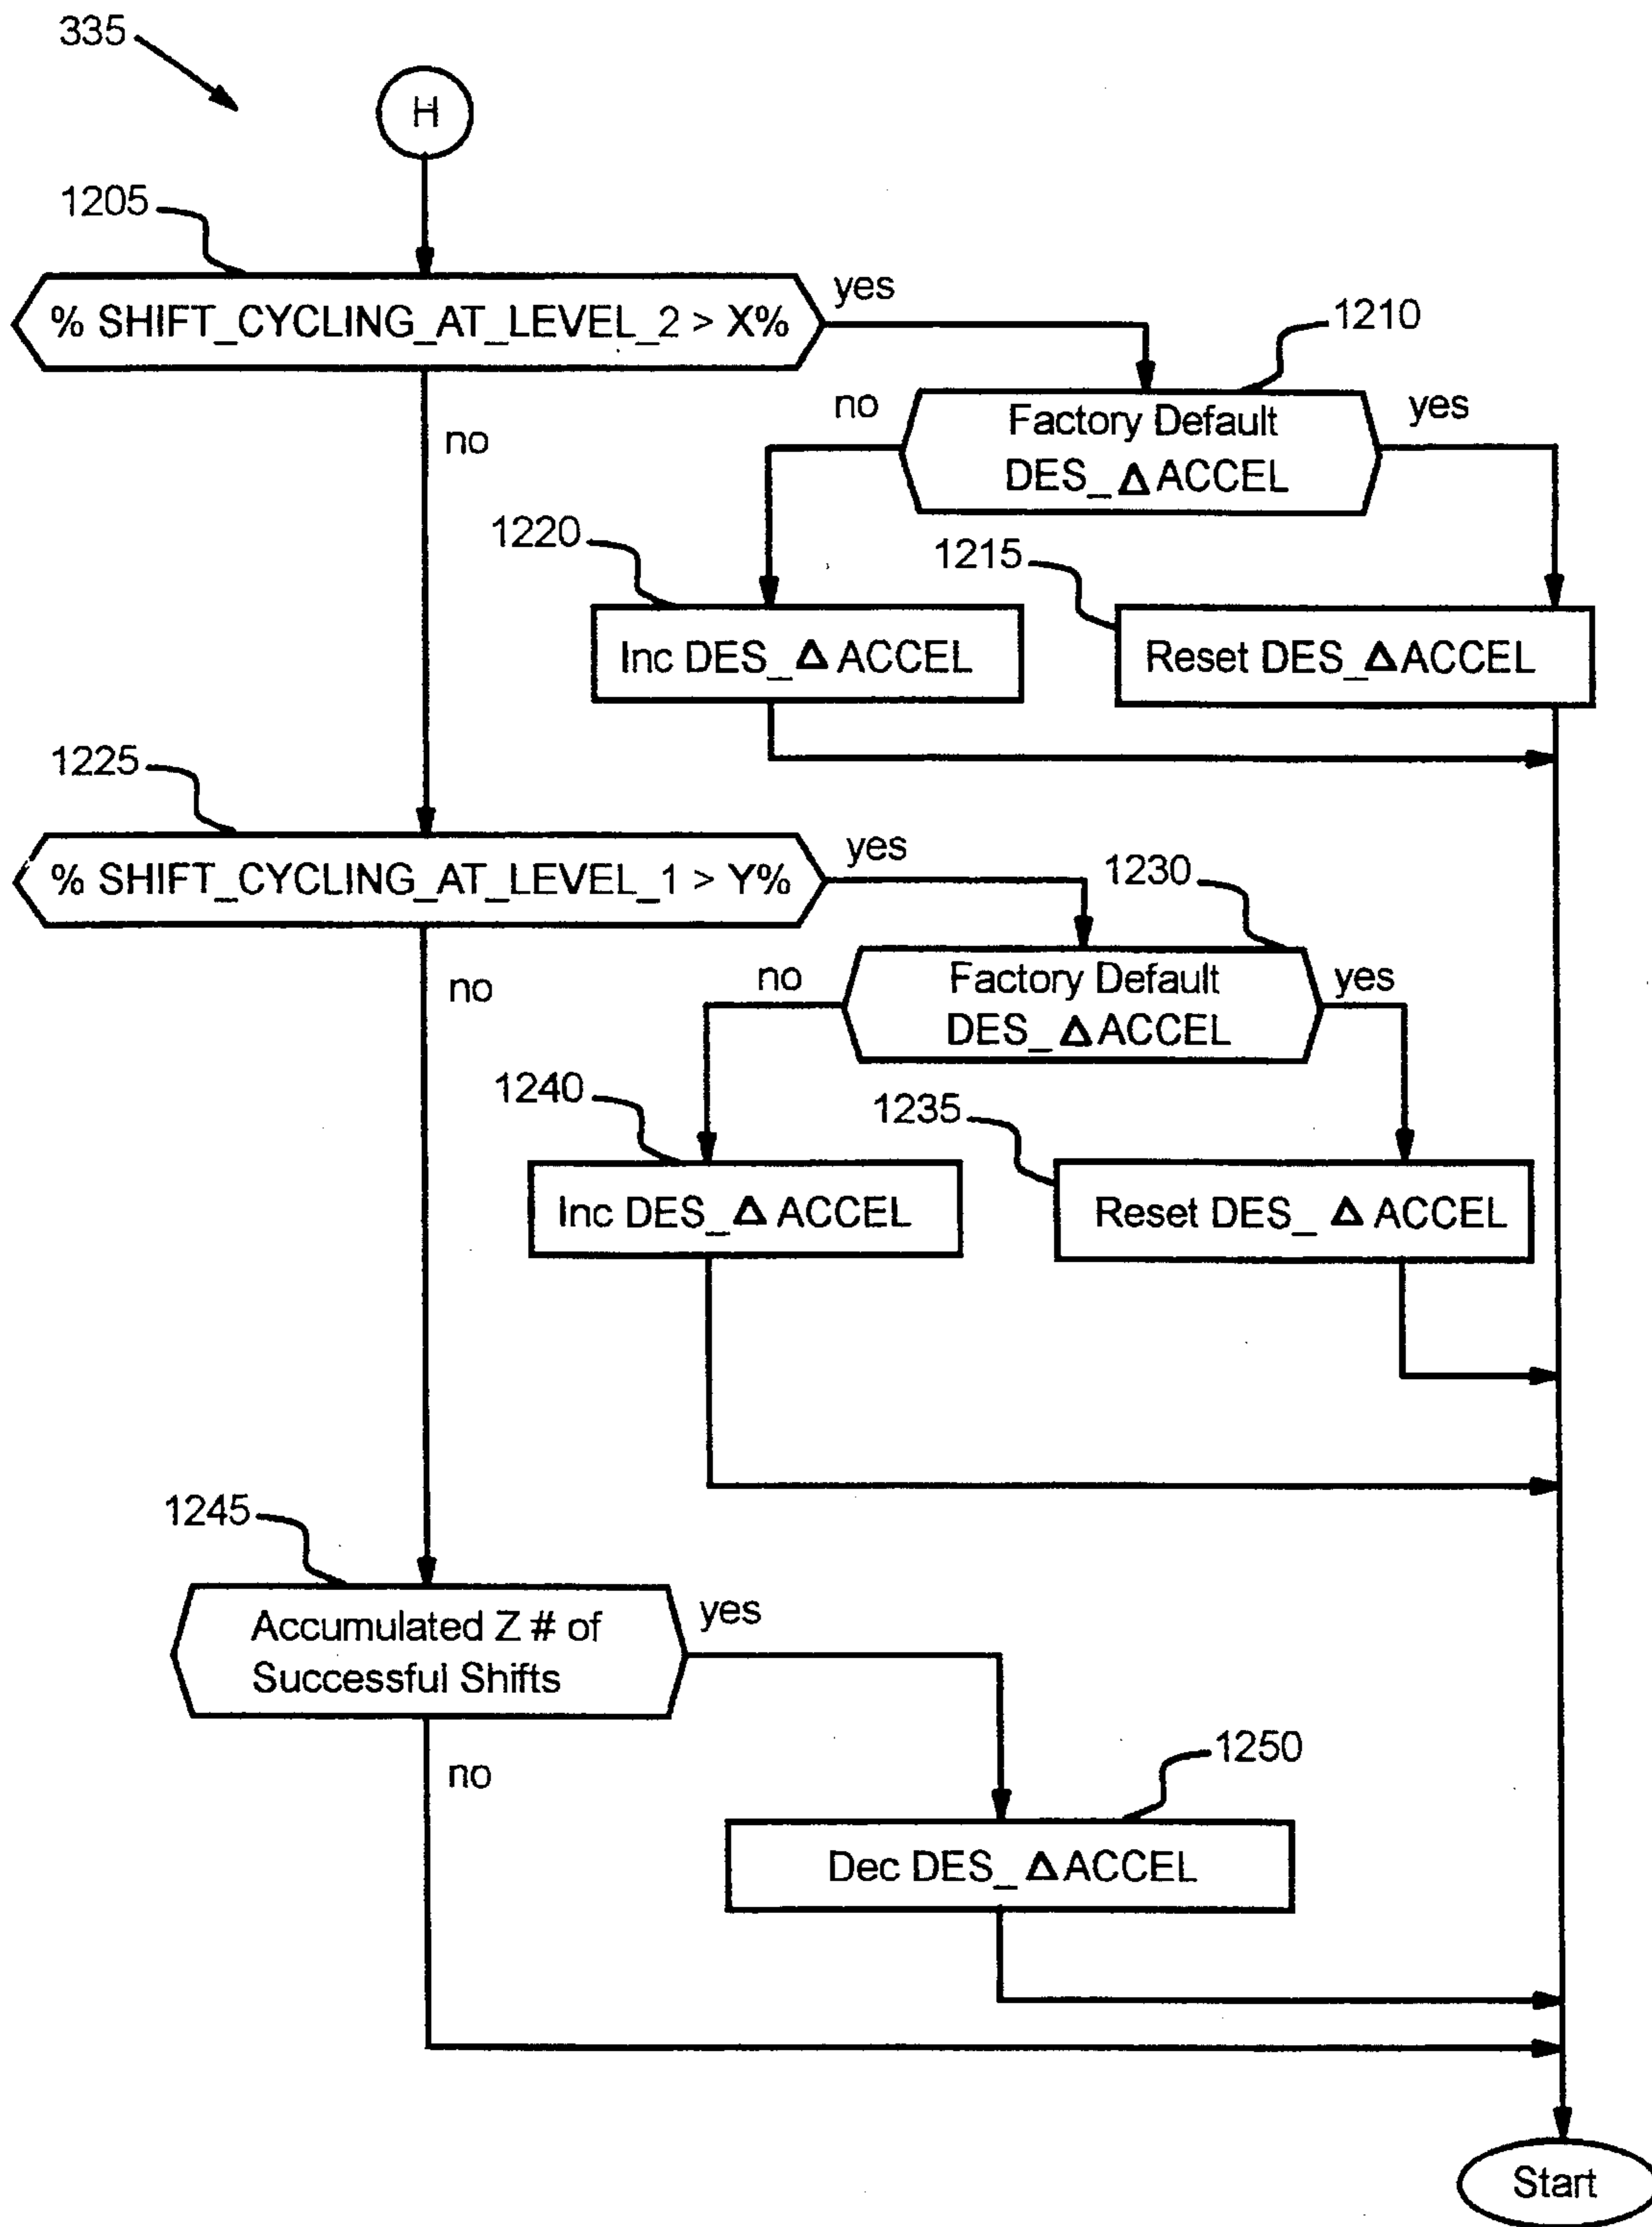 335
H
1205
% SHIFT_CYCLING_AT_LEVEL_2 > X%
yes
no
1210
Factory Default
DES_ΔACCEL
no
yes
1220
Inc DES_ΔACCEL
1215
Reset DES_ΔACCEL
1225
% SHIFT_CYCLING_AT_LEVEL_1 > Y%
yes
no
1230
Factory Default
DES_ΔACCEL
no
yes
1240
Inc DES_ΔACCEL
1235
Reset DES_ΔACCEL
1245
Accumulated Z # of
Successful Shifts
yes
no
1250
Dec DES_ΔACCEL
Start